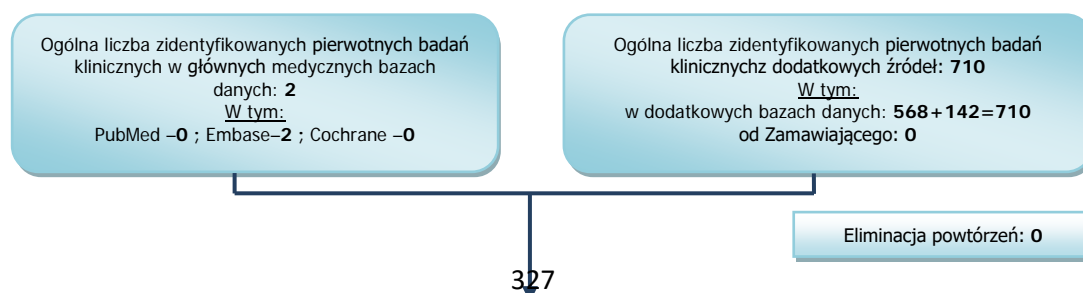 Ogólna liczba zidentyfikowanych pierwotnych badań
klinicznych w głównych medycznych bazach
danych: 2
W tym:
PubMed –0 ; Embase–2 ; Cochrane –0
Ogólna liczba zidentyfikowanych pierwotnych badań
klinicznychz dodatkowych źródeł: 710
W tym:
w dodatkowych bazach danych: 568+142=710
od Zamawiającego: 0
Eliminacja powtórzeń: 0
327